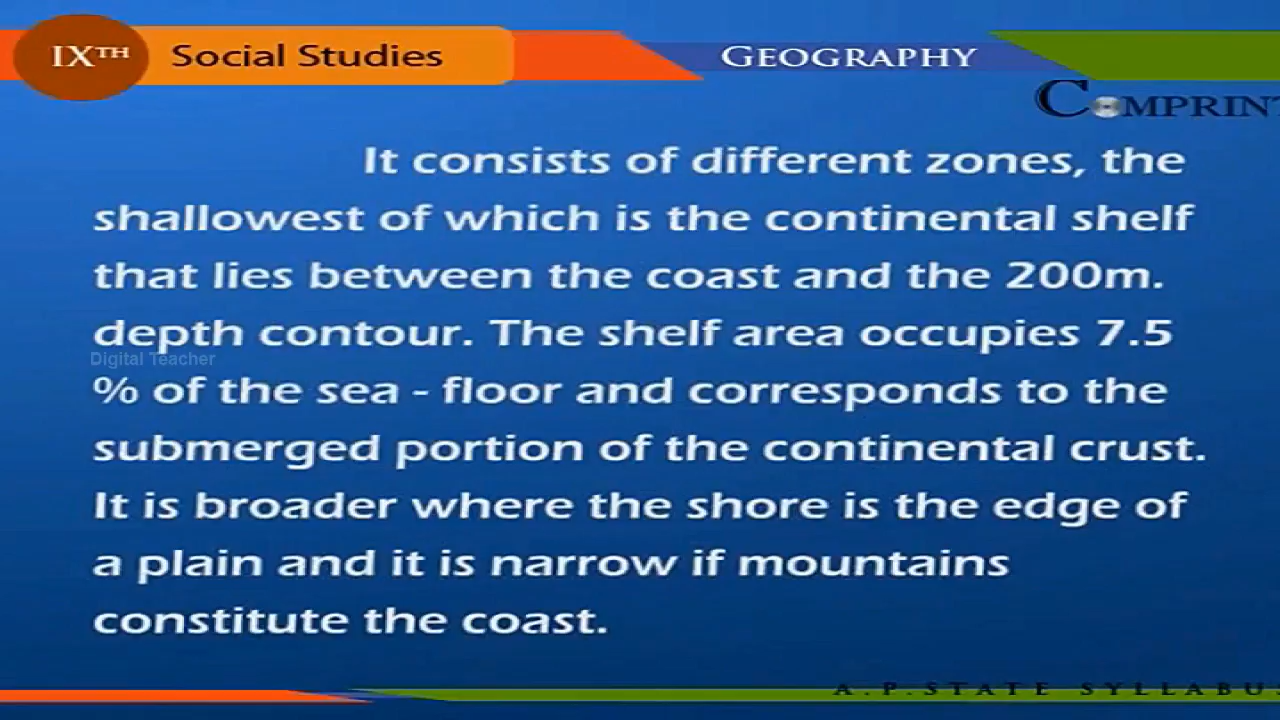 IXTH Social Studies GEOGRAPHY
COMPRINT
It consists of different zones, the
shallowest of which is the continental shelf
that lies between the coast and the 200m.
depth contour. The shelf area occupies 7.5
Digital Teacher
% of the sea - floor and corresponds to the
submerged portion of the continental crust.
It is broader where the shore is the edge of
a plain and it is narrow if mountains
constitute the coast.
A.P.STATE SYLLABUS